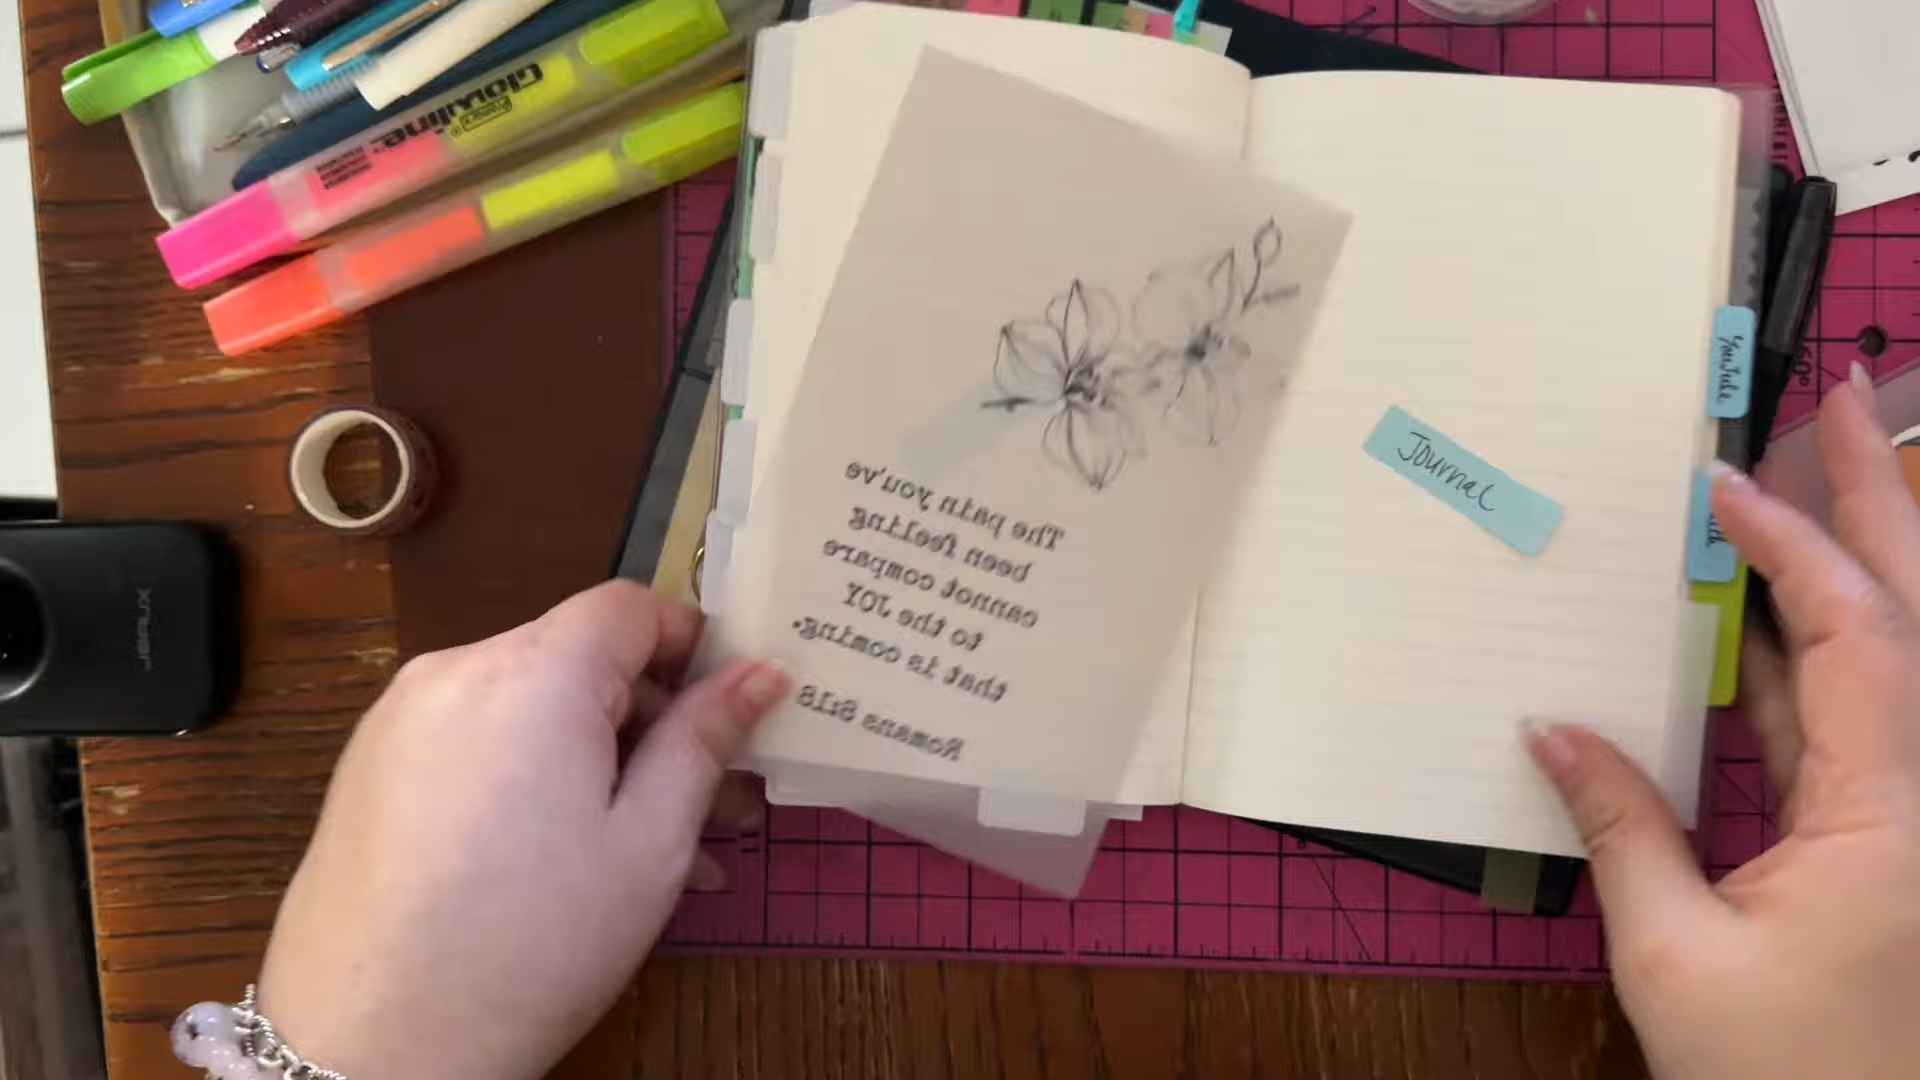 Glowline
The pain you've
been feeling
cannot compare
to the JOY
that is coming.
Romans 8:18
Journal
YouTube
xnoar